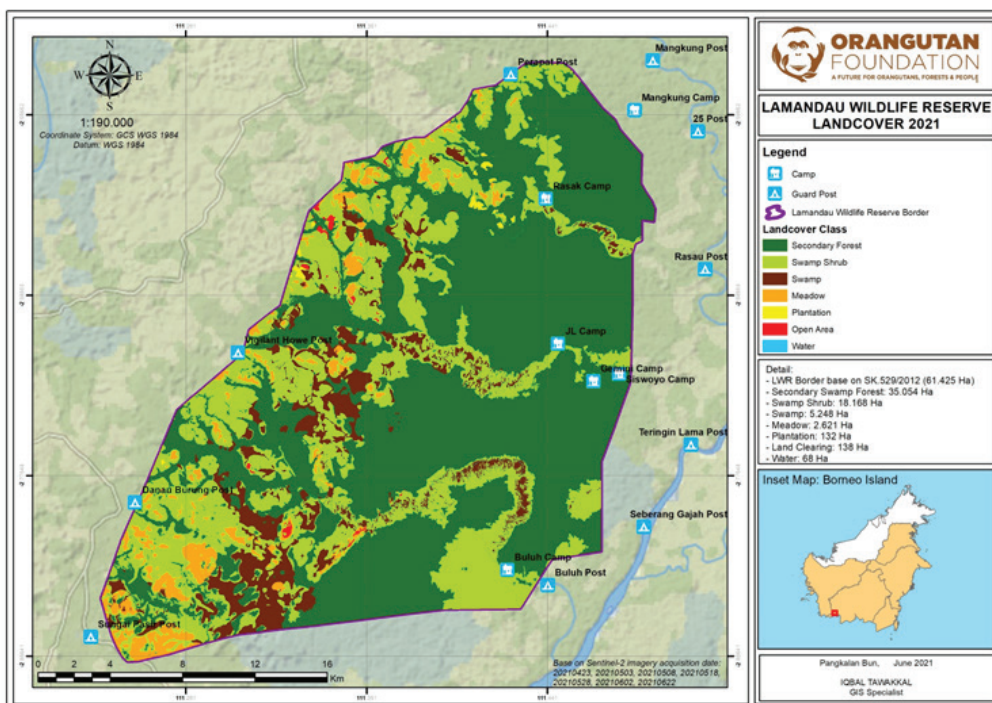 ORANGUTAN
FOUNDATION
A FUTURE FOR ORANGUTANS, FORESTS & PEOPLE
LAMANDAU WILDLIFE RESERVE
LANDCOVER 2021
Legend
Camp
Guard Post
Lamandau Wildlife Reserve Border
Landcover Class
Secondary Forest
Swamp Shrub
Swamp
Meadow
Plantation
Open Area
Water
Detail:
- LWR Border base on SK.529/2012 (61.425 Ha)
- Secondary Swamp Forest: 35.054 Ha
- Swamp Shrub: 18.168 Ha
- Swamp: 5.248 Ha
- Meadow: 2.621 Ha
- Plantation: 132 Ha
- Land Clearing: 138 Ha
- Water: 68 Ha
Inset Map: Borneo Island
Pangkalan Bun, June 2021
IQBAL TAWAKKAL
GIS Specialist
N
W E
S
1:190.000
Coordinate System: GCS WGS 1984
Datum: WGS 1984
Mangkung Post
Perapat Post
Mangkung Camp
25 Post
Rasak Camp
Rasau Post
JL Camp
Vigilant Howe Post
Gemini Camp
Siswoyo Camp
Teringin Lama Post
Danau Burung Post
Seberang Gajah Post
Buluh Camp
Buluh Post
Sungai Pasir Post
0 2 4 8 12 16
Km
Base on Sentinel-2 imagery acquisition date:
20210423, 20210503, 20210508, 20210518,
20210528, 20210602, 20210622